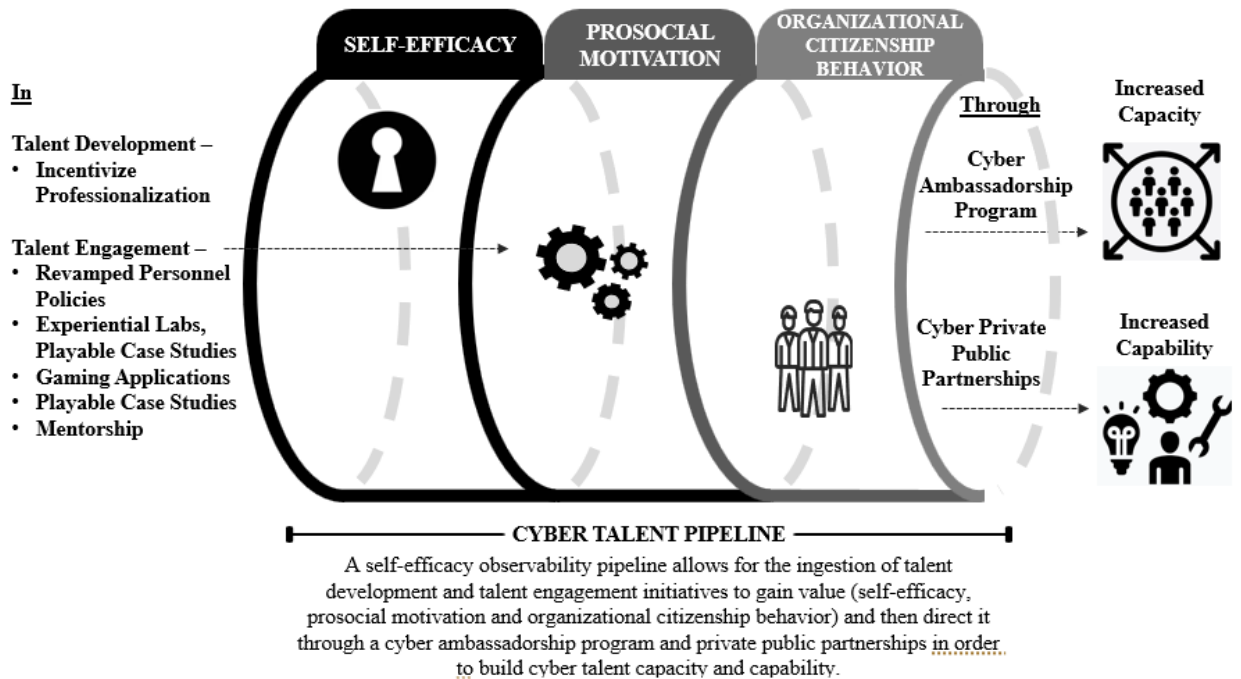 SELF-EFFICACY
PROSOCIAL
MOTIVATION
ORGANIZATIONAL
CITIZENSHIP
BEHAVIOR
In
Talent Development –
• Incentivize
Professionalization
Talent Engagement –
• Revamped Personnel
Policies
• Experiential Labs,
Playable Case Studies
• Gaming Applications
• Playable Case Studies
• Mentorship
Through
Cyber
Ambassadorship
Program
Cyber Private
Public
Partnerships
Increased
Capacity
Increased
Capability
CYBER TALENT PIPELINE
A self-efficacy observability pipeline allows for the ingestion of talent
development and talent engagement initiatives to gain value (self-efficacy,
prosocial motivation and organizational citizenship behavior) and then direct it
through a cyber ambassadorship program and private public partnerships in order
to build cyber talent capacity and capability.